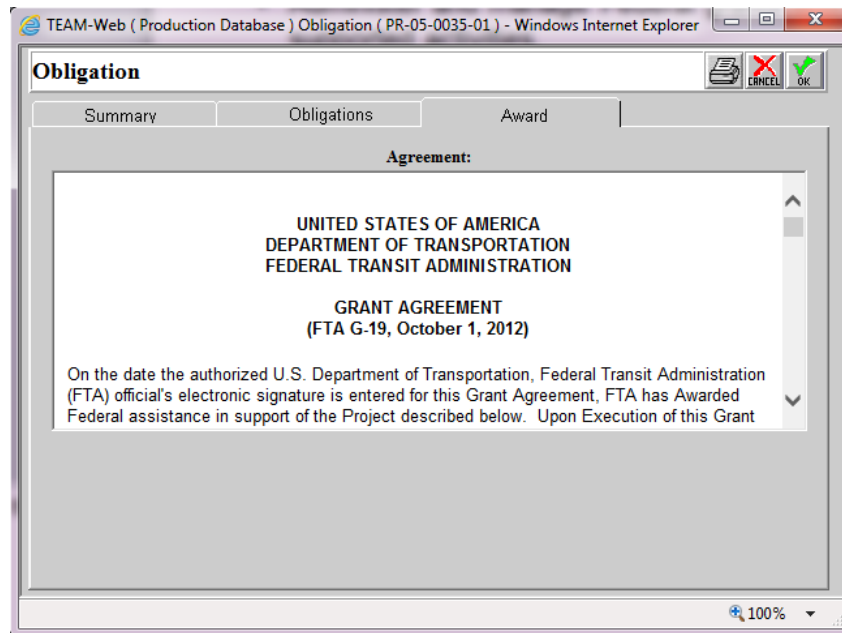 TEAM-Web ( Production Database ) Obligation ( PR-05-0035-01 ) - Windows Internet Explorer
Obligation
CANCEL
OK
Summary
Obligations
Award
Agreement:
UNITED STATES OF AMERICA
DEPARTMENT OF TRANSPORTATION
FEDERAL TRANSIT ADMINISTRATION
GRANT AGREEMENT
(FTA G-19, October 1, 2012)
On the date the authorized U.S. Department of Transportation, Federal Transit Administration
(FTA) official's electronic signature is entered for this Grant Agreement, FTA has Awarded
Federal assistance in support of the Project described below. Upon Execution of this Grant
100%